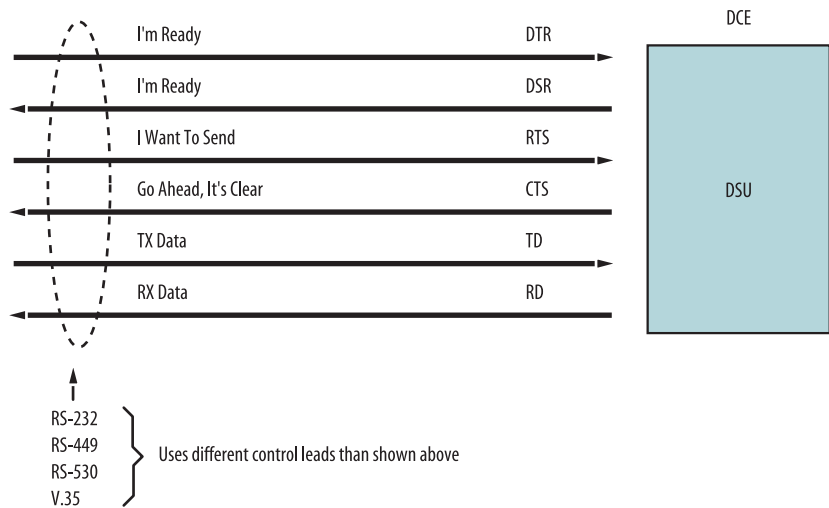 DCE
I'm Ready DTR
I'm Ready DSR
I Want To Send RTS
Go Ahead, It's Clear CTS
DSU
TX Data TD
RX Data RD
RS-232
RS-449
RS-530
V.35
Uses different control leads than shown above